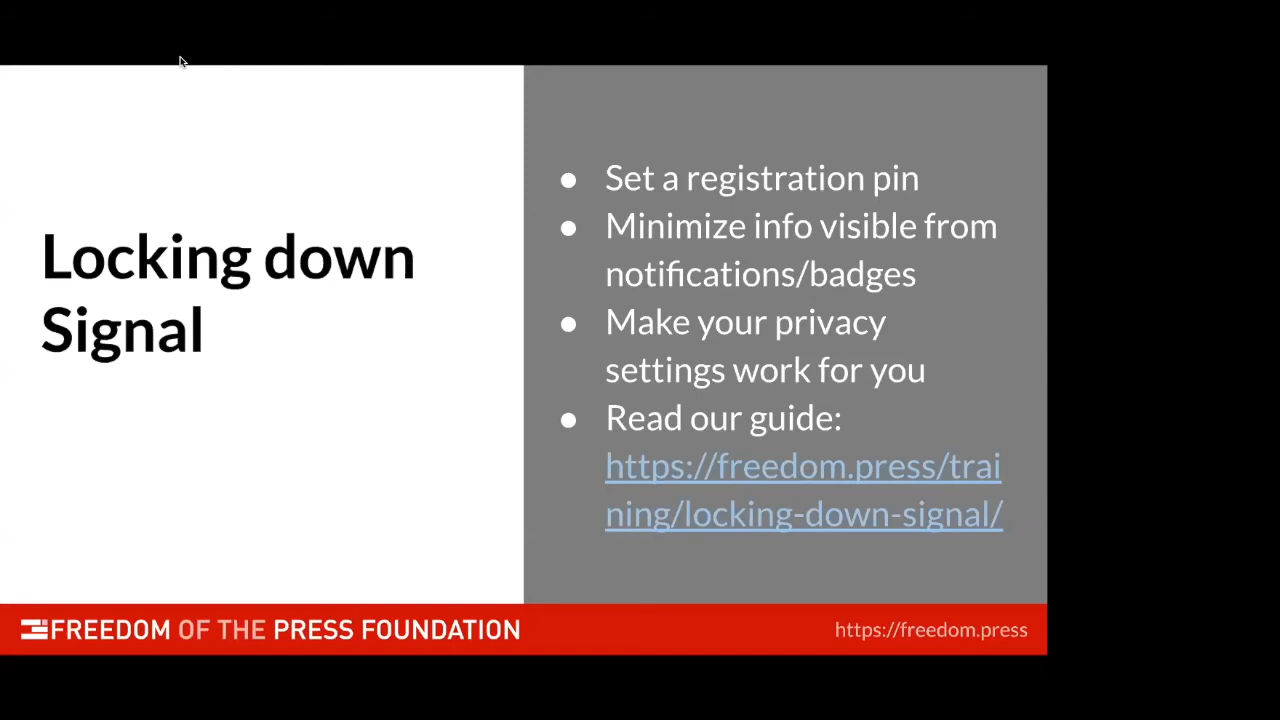 Locking down
Signal
● Set a registration pin
● Minimize info visible from
notifications/badges
● Make your privacy
settings work for you
● Read our guide:
https://freedom.press/trai
ning/locking-down-signal/
FREEDOM OF THE PRESS FOUNDATION
https://freedom.press